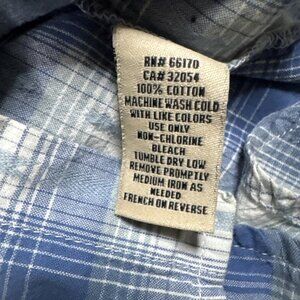 RN# 66170
CA# 32054
100% COTTON
MACHINE WASH COLD
WITH LIKE COLORS
USE ONLY
NON-CHLORINE
BLEACH
TUMBLE DRY LOW
REMOVE PROMPTLY
MEDIUM IRON AS
NEEDED
FRENCH ON REVERSE